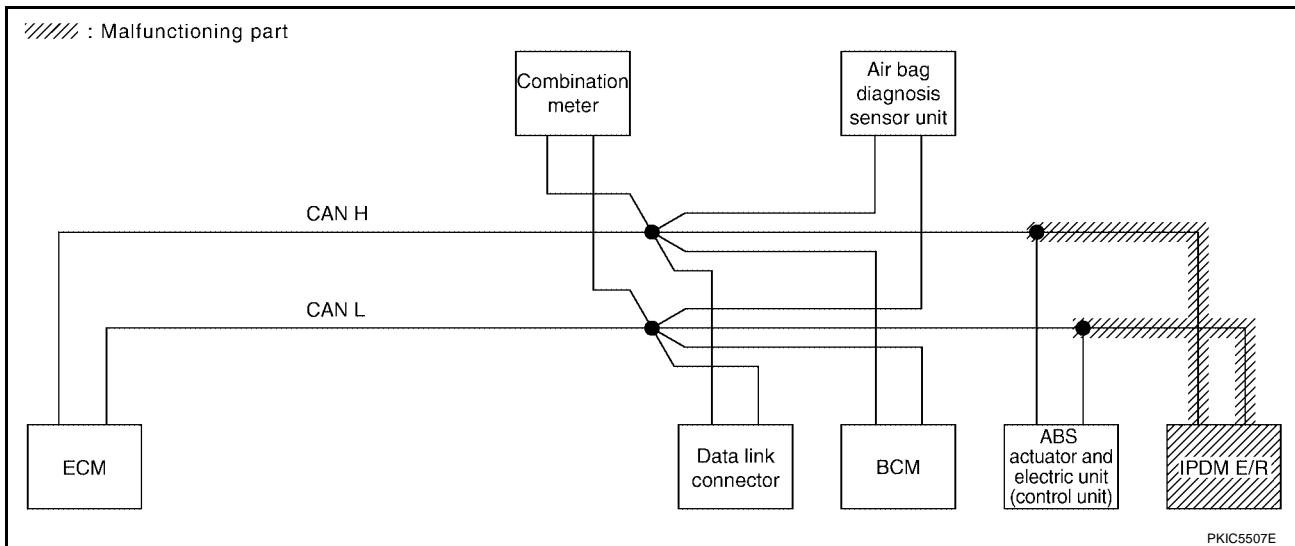 : Malfunctioning part
Combination
meter
Air bag
diagnosis
sensor unit
CAN H
CAN L
ECM
Data link
connector
BCM
ABS
actuator and
electric unit
(control unit)
IPDM E/R
PKIC5507E